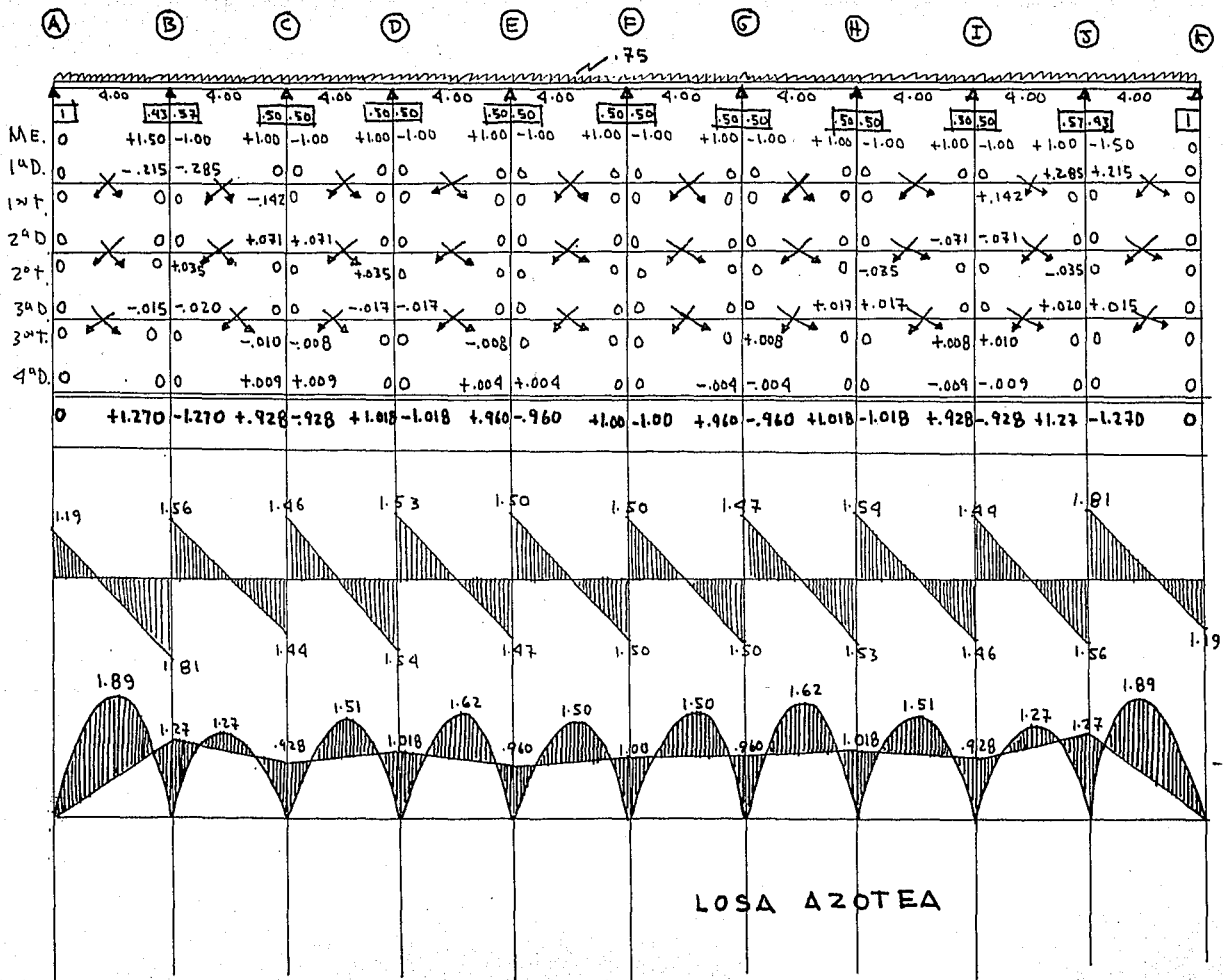 A B C D E F G H I J K
.75
4.00 4.00 4.00 4.00 4.00 4.00 4.00 4.00 4.00 4.00
1 .43 .57 .50 .50 .50 .50 .50 .50 .50 .50 .50 .50 .50 .50 .50 .50 .57 .43 1
ME. 0 +1.50 -1.00 +1.00 -1.00 +1.00 -1.00 +1.00 -1.00 +1.00 -1.00 +1.00 -1.00 +1.00 -1.00 +1.00 -1.00 +1.00 -1.50 0
1ªD. 0 -.215 -.285 0 0 0 0 0 0 0 0 0 0 0 0 0 0 +.285 +.215 0
1ªt. 0 0 0 -.142 0 0 0 0 0 0 0 0 0 0 0 0 +.142 0 0 0
2ªD 0 0 0 +.071 +.071 0 0 0 0 0 0 0 0 0 0 -.071 -.071 0 0 0
2ªt 0 0 +.035 0 0 +.035 0 0 0 0 0 0 0 0 -.035 0 0 -.035 0 0
3ªD 0 -.015 -.020 0 0 -.017 -.017 0 0 0 0 0 0 +.017 +.017 0 0 +.020 +.015 0
3ªt. 0 0 0 -.010 -.008 0 0 -.008 0 0 0 0 +.008 0 0 +.008 +.010 0 0 0
4ªD. 0 0 0 +.009 +.009 0 0 +.004 +.004 0 0 -.004 -.004 0 0 -.009 -.009 0 0 0
0 +1.270 -1.270 +.928 -.928 +1.018 -1.018 +.960 -.960 +1.00 -1.00 +.960 -.960 +1.018 -1.018 +.928 -.928 +1.27 -1.270 0
1.19 1.56 1.46 1.53 1.50 1.50 1.47 1.54 1.44 1.81
1.81 1.44 1.54 1.47 1.50 1.50 1.53 1.46 1.56 1.19
1.89 1.27 1.51 1.62 1.50 1.50 1.62 1.51 1.27 1.89
1.27 .928 1.018 .960 1.00 .960 1.018 .928 1.27
LOSA AZOTEA